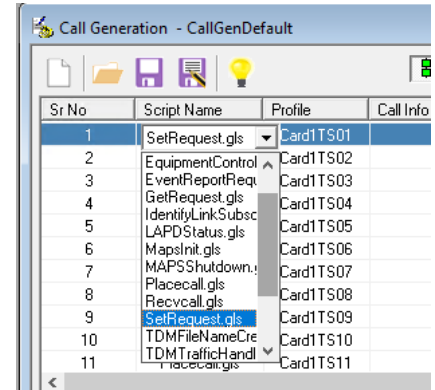 Call Generation - CallGenDefault
Sr No Script Name Profile Call Info
1 SetRequest.gls Card1TS01
2 EquipmentControl Card1TS02
3 EventReportRequ Card1TS03
GetRequest.gls
4 IdentifyLinkSubsc Card1TS04
5 LAPDStatus.gls Card1TS05
6 MapsInit.gls Card1TS06
7 MAPSShutdown. Card1TS07
8 Placecall.gls Card1TS08
Recvcall.gls
9 SetRequest.gls Card1TS09
10 TDMFileNameCre Card1TS10
TDMTrafficHandl
11 Placecall.gls Card1TS11